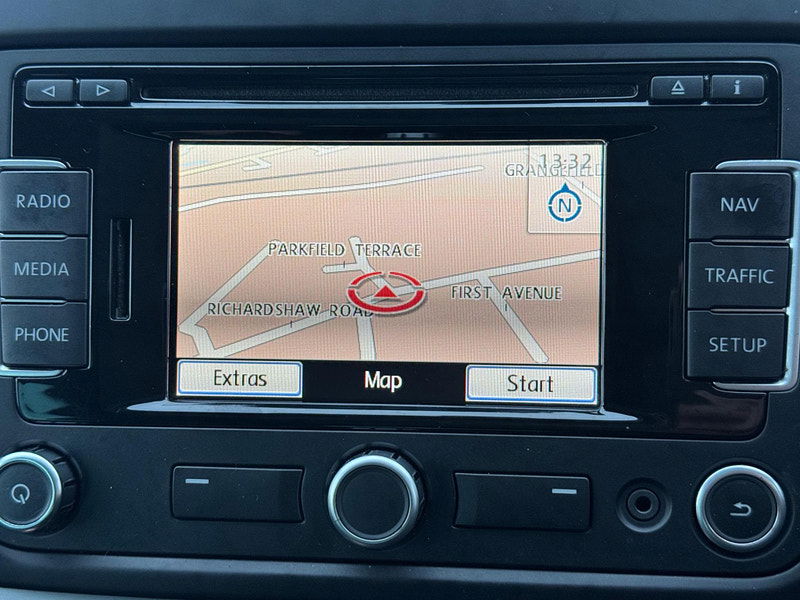 i
RADIO
MEDIA
PHONE
13:32
GRANGEFIELD
N
PARKFIELD TERRACE
RICHARDSHAW ROAD
FIRST AVENUE
Extras
Map
Start
NAV
TRAFFIC
SETUP